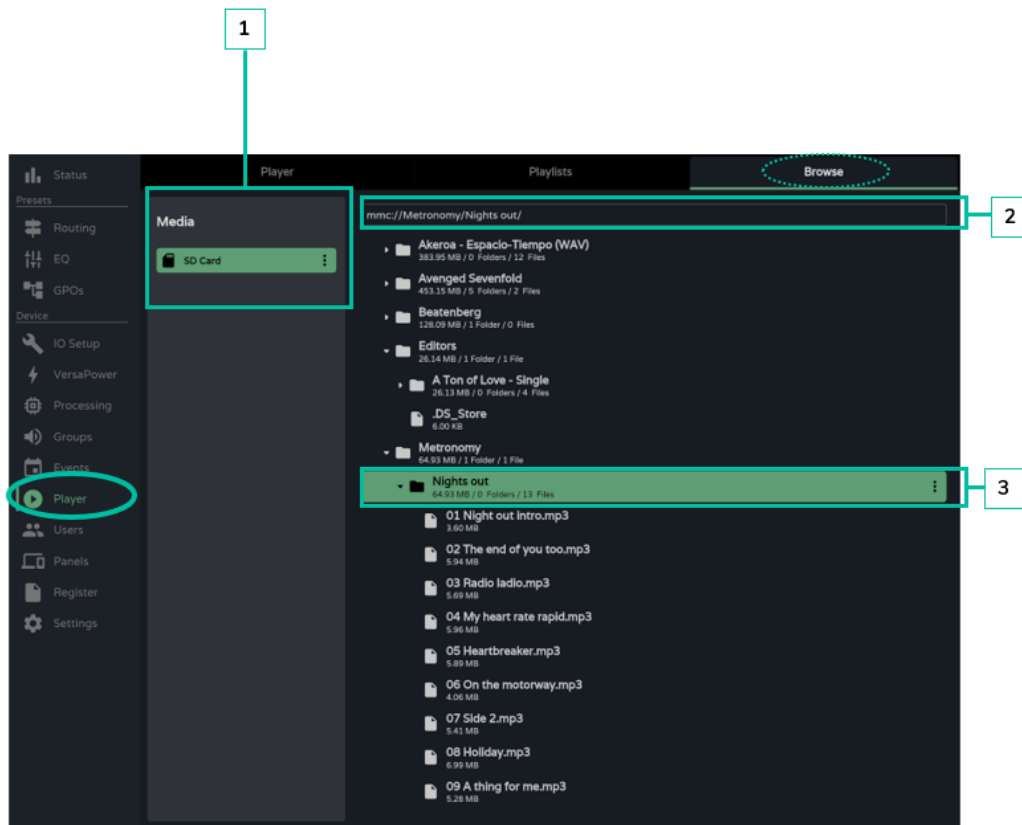 1
Status
Presets
Routing
EQ
GPOs
Device
IO Setup
VersaPower
Processing
Groups
Events
Player
Users
Panels
Register
Settings
Player
Playlists
Browse
Media
SD Card
mmc://Metronomy/Nights out/
2
Akeroa - Espacio-Tiempo (WAV)
383.95 MB / 0 Folders / 12 Files
Avenged Sevenfold
453.15 MB / 5 Folders / 2 Files
Beatenberg
128.09 MB / 1 Folder / 0 Files
Editors
26.14 MB / 1 Folder / 1 File
A Ton of Love - Single
26.13 MB / 0 Folders / 4 Files
.DS_Store
6.00 KB
Metronomy
64.93 MB / 1 Folder / 1 File
Nights out
64.93 MB / 0 Folders / 13 Files
3
01 Night out intro.mp3
3.60 MB
02 The end of you too.mp3
5.94 MB
03 Radio ladio.mp3
5.69 MB
04 My heart rate rapid.mp3
5.96 MB
05 Heartbreaker.mp3
5.89 MB
06 On the motorway.mp3
4.06 MB
07 Side 2.mp3
5.41 MB
08 Holiday.mp3
6.99 MB
09 A thing for me.mp3
5.28 MB